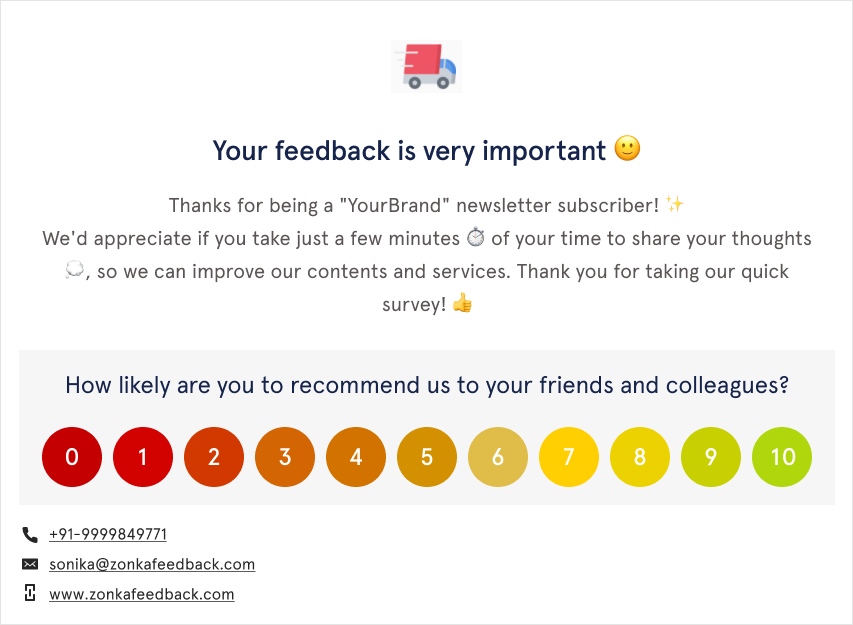 Your feedback is very important 🙂
Thanks for being a "YourBrand" newsletter subscriber! ✨
We'd appreciate if you take just a few minutes ⏱️ of your time to share your thoughts
💭, so we can improve our contents and services. Thank you for taking our quick
survey! 👍
How likely are you to recommend us to your friends and colleagues?
0 1 2 3 4 5 6 7 8 9 10
+91-9999849771
sonika@zonkafeedback.com
www.zonkafeedback.com